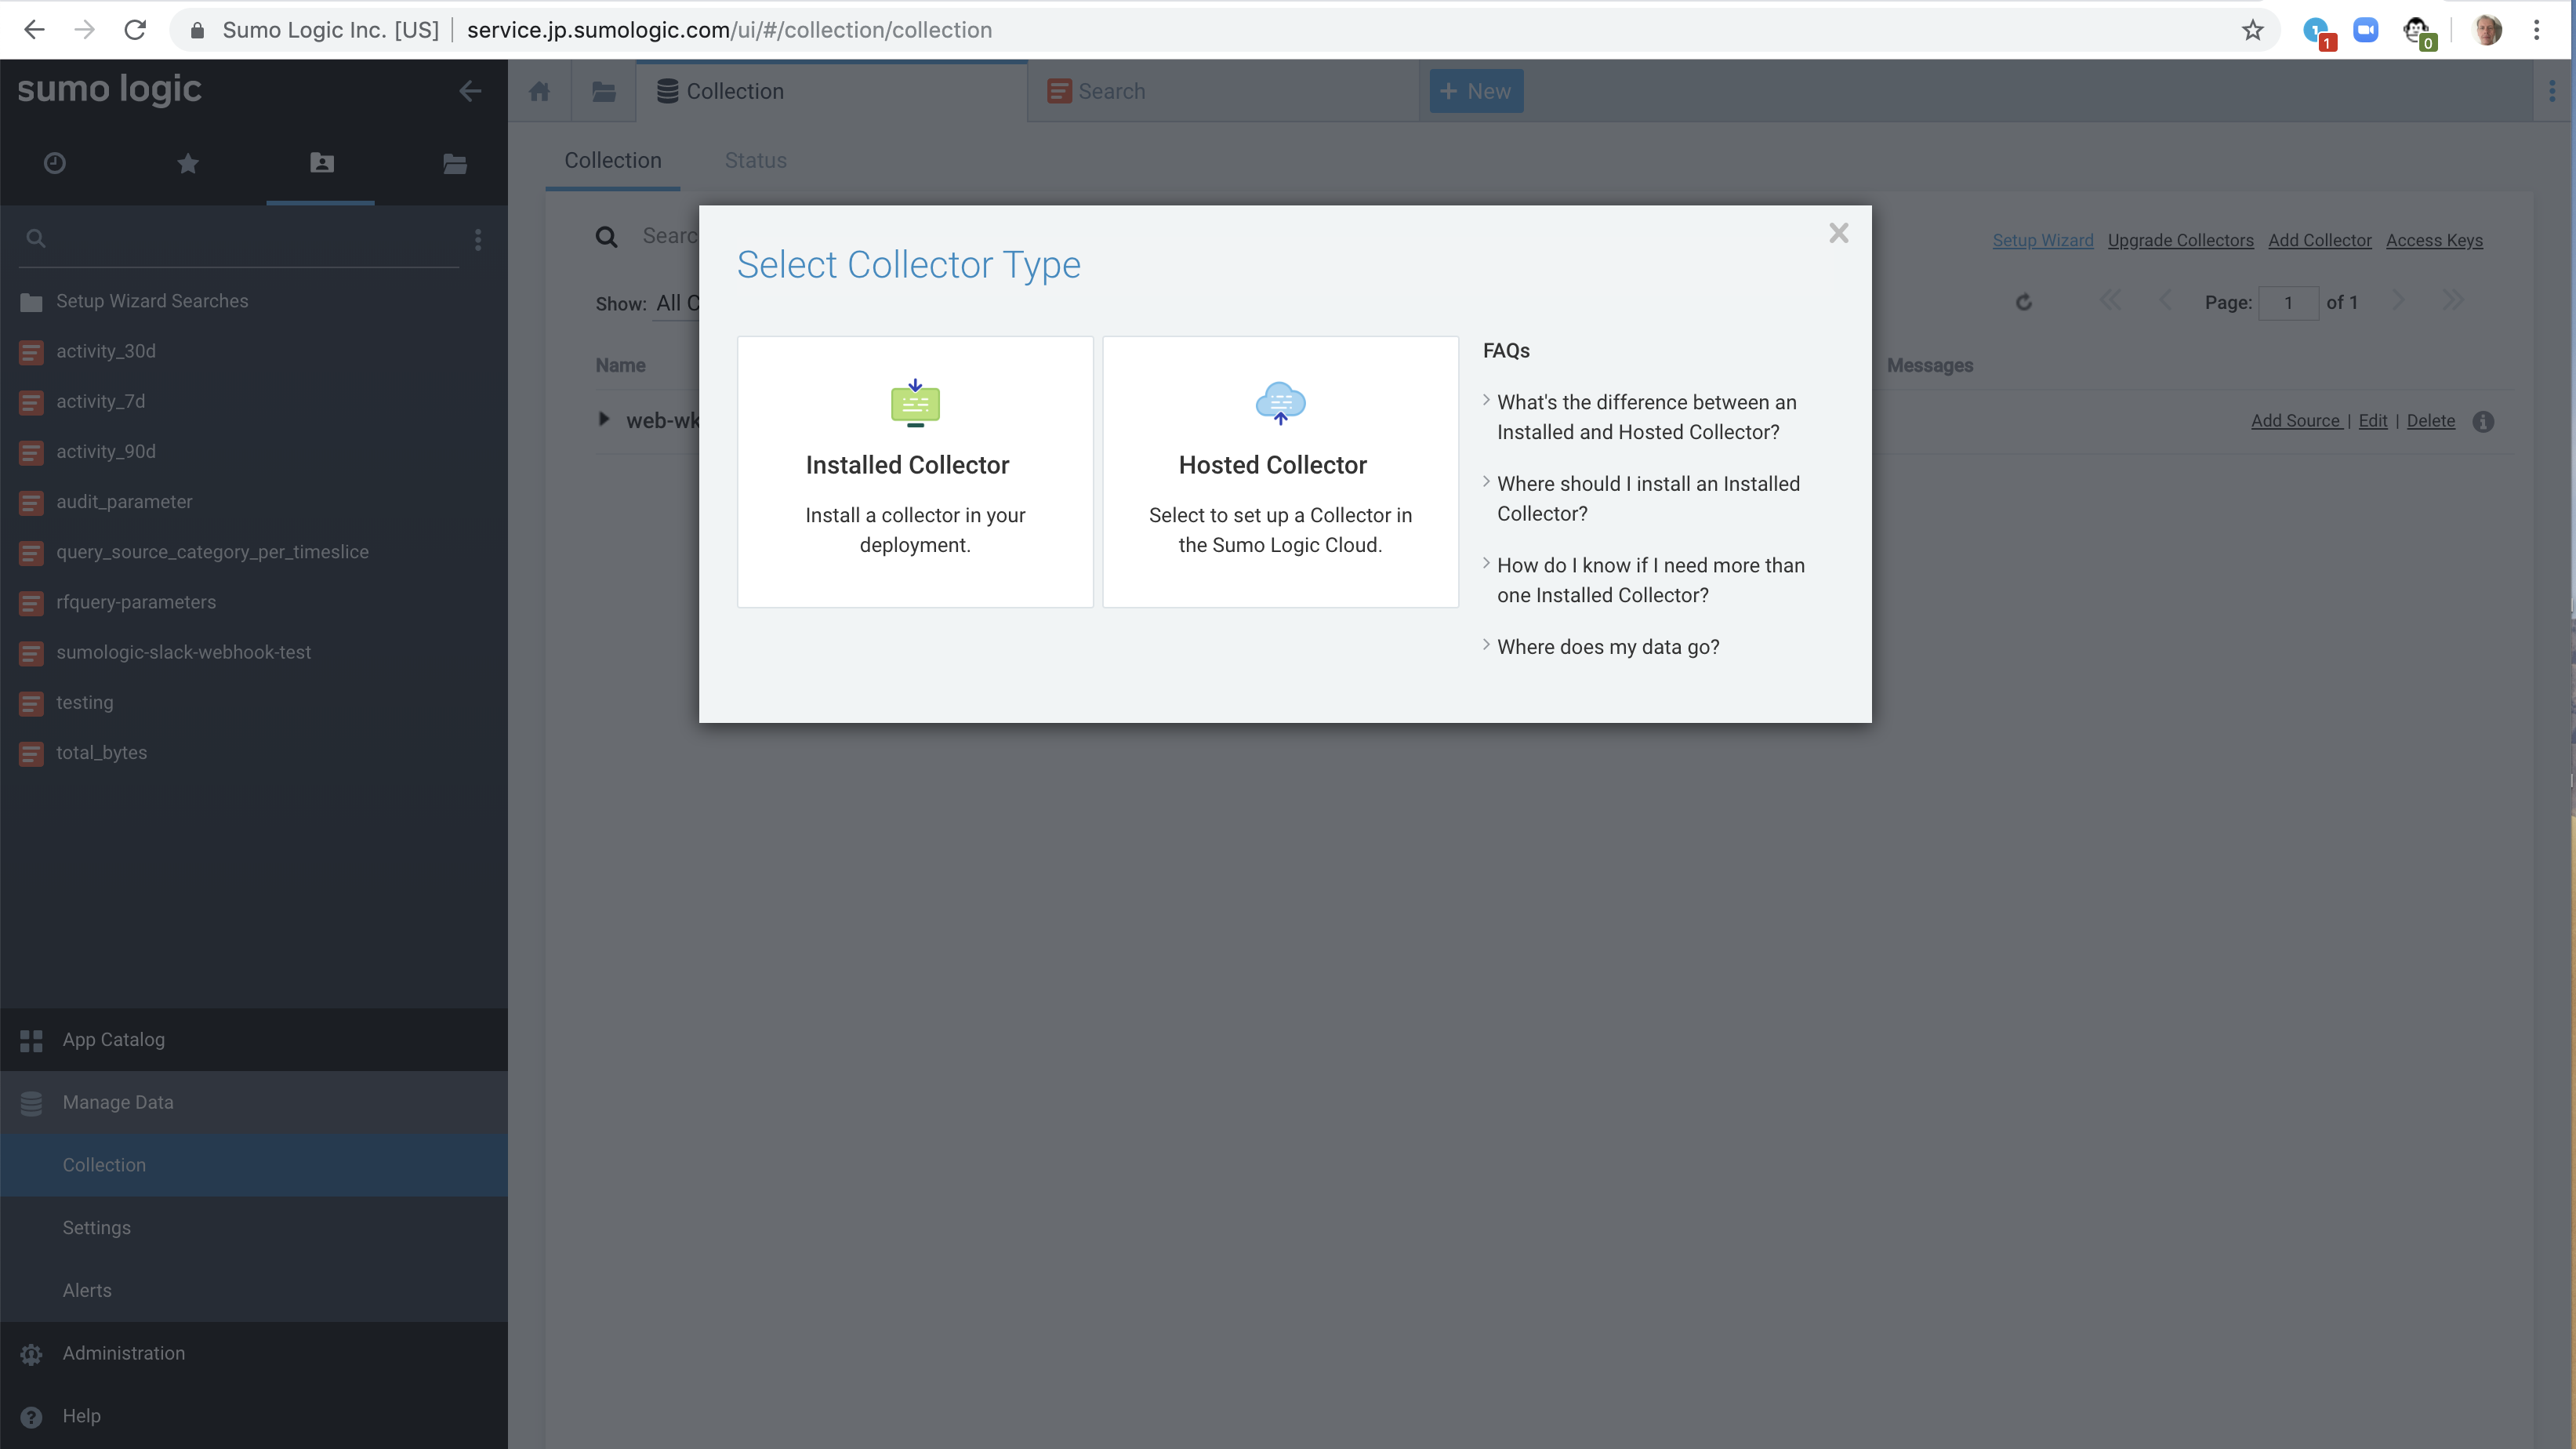 Sumo Logic Inc. [US] | service.jp.sumologic.com/ui/#/collection/collection
1
0
sumo logic
Collection
Search
+ New
Collection
Status
Searc
Setup Wizard Upgrade Collectors Add Collector Access Keys
Show: All C
Page: 1 of 1
Name
Messages
web-wk
Add Source | Edit | Delete
Select Collector Type
Installed Collector
Install a collector in your
deployment.
Hosted Collector
Select to set up a Collector in
the Sumo Logic Cloud.
FAQs
What's the difference between an
Installed and Hosted Collector?
Where should I install an Installed
Collector?
How do I know if I need more than
one Installed Collector?
Where does my data go?
Setup Wizard Searches
activity_30d
activity_7d
activity_90d
audit_parameter
query_source_category_per_timeslice
rfquery-parameters
sumologic-slack-webhook-test
testing
total_bytes
App Catalog
Manage Data
Collection
Settings
Alerts
Administration
Help